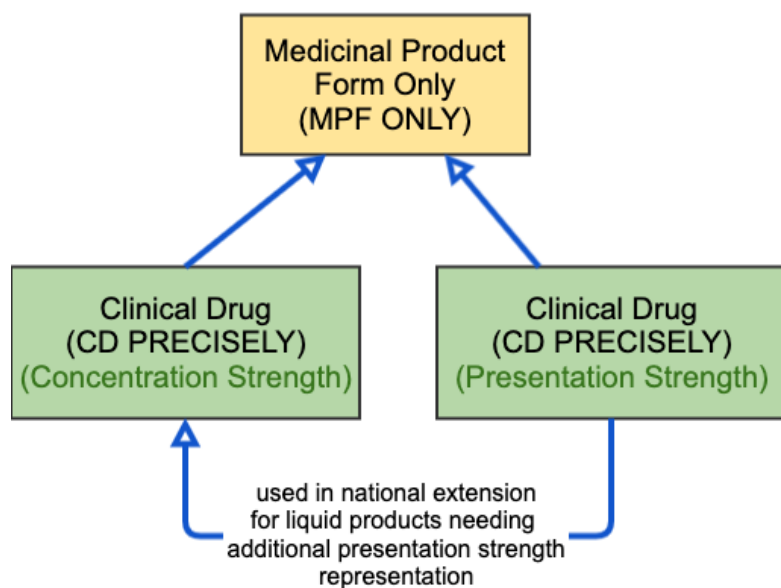 Medicinal Product
Form Only
(MPF ONLY)
Clinical Drug
(CD PRECISELY)
(Concentration Strength)
Clinical Drug
(CD PRECISELY)
(Presentation Strength)
used in national extension
for liquid products needing
additional presentation strength
representation